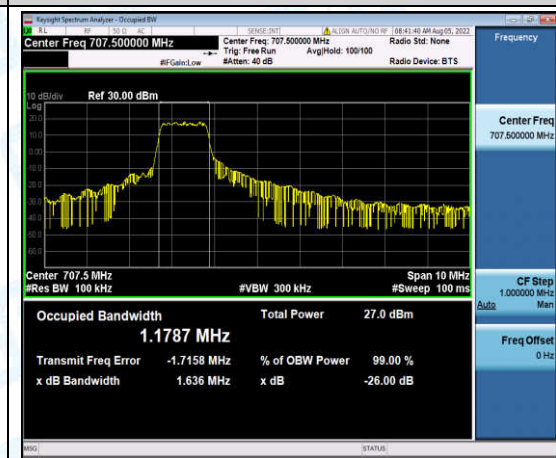 Keysight Spectrum Analyzer - Occupied BW
RL RF 50 Ω AC SENSE:INT ALIGN AUTO/NO RF 08:41:40 AM Aug 05, 2022
Center Freq 707.500000 MHz
Center Freq: 707.500000 MHz
Radio Std: None
Trig: Free Run Avg|Hold: 100/100
#IFGain:Low #Atten: 40 dB Radio Device: BTS
Frequency
10 dB/div Ref 30.00 dBm
Log
20.0
10.0
0.00
-10.0
-20.0
-30.0
-40.0
-50.0
-60.0
Center Freq
707.500000 MHz
Center 707.5 MHz Span 10 MHz
#Res BW 100 kHz #VBW 300 kHz #Sweep 100 ms
CF Step
1.000000 MHz
Auto Man
Occupied Bandwidth Total Power 27.0 dBm
1.1787 MHz
Transmit Freq Error -1.7158 MHz % of OBW Power 99.00 %
x dB Bandwidth 1.636 MHz x dB -26.00 dB
Freq Offset
0 Hz
MSG STATUS